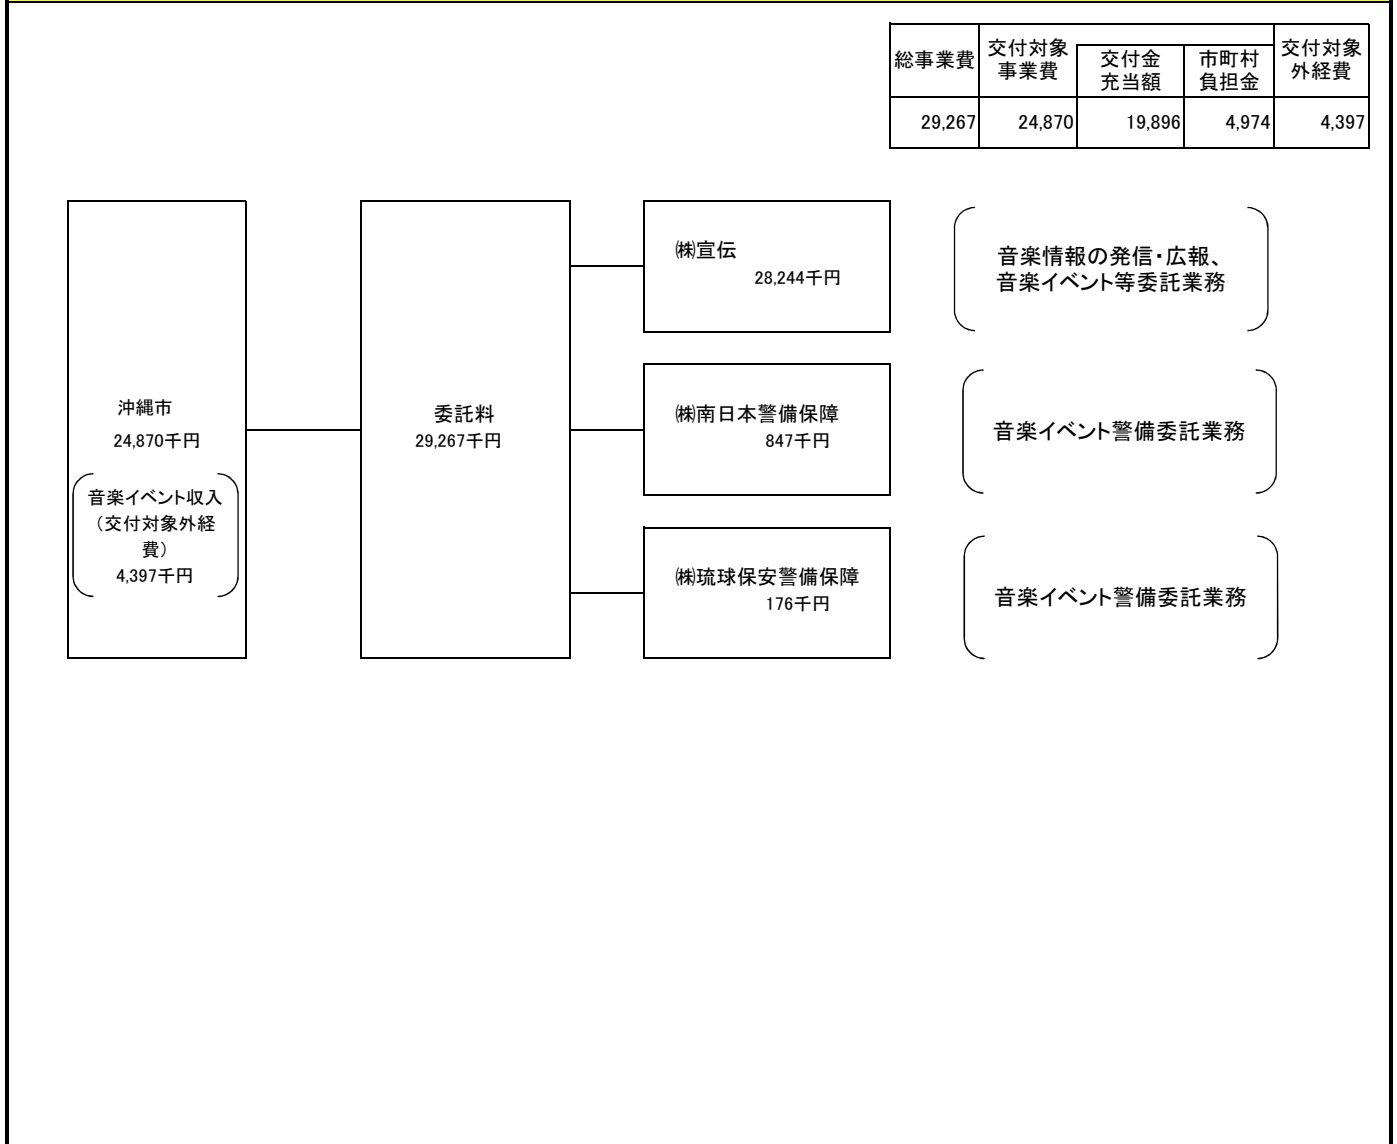 総事業費
交付対象
事業費
交付金
充当額
市町村
負担金
交付対象
外経費
29,267
24,870
19,896
4,974
4,397
沖縄市
24,870千円
音楽イベント収入
（交付対象外経
費）
4,397千円
委託料
29,267千円
㈱宣伝
28,244千円
音楽情報の発信・広報、
音楽イベント等委託業務
㈱南日本警備保障
847千円
音楽イベント警備委託業務
㈱琉球保安警備保障
176千円
音楽イベント警備委託業務